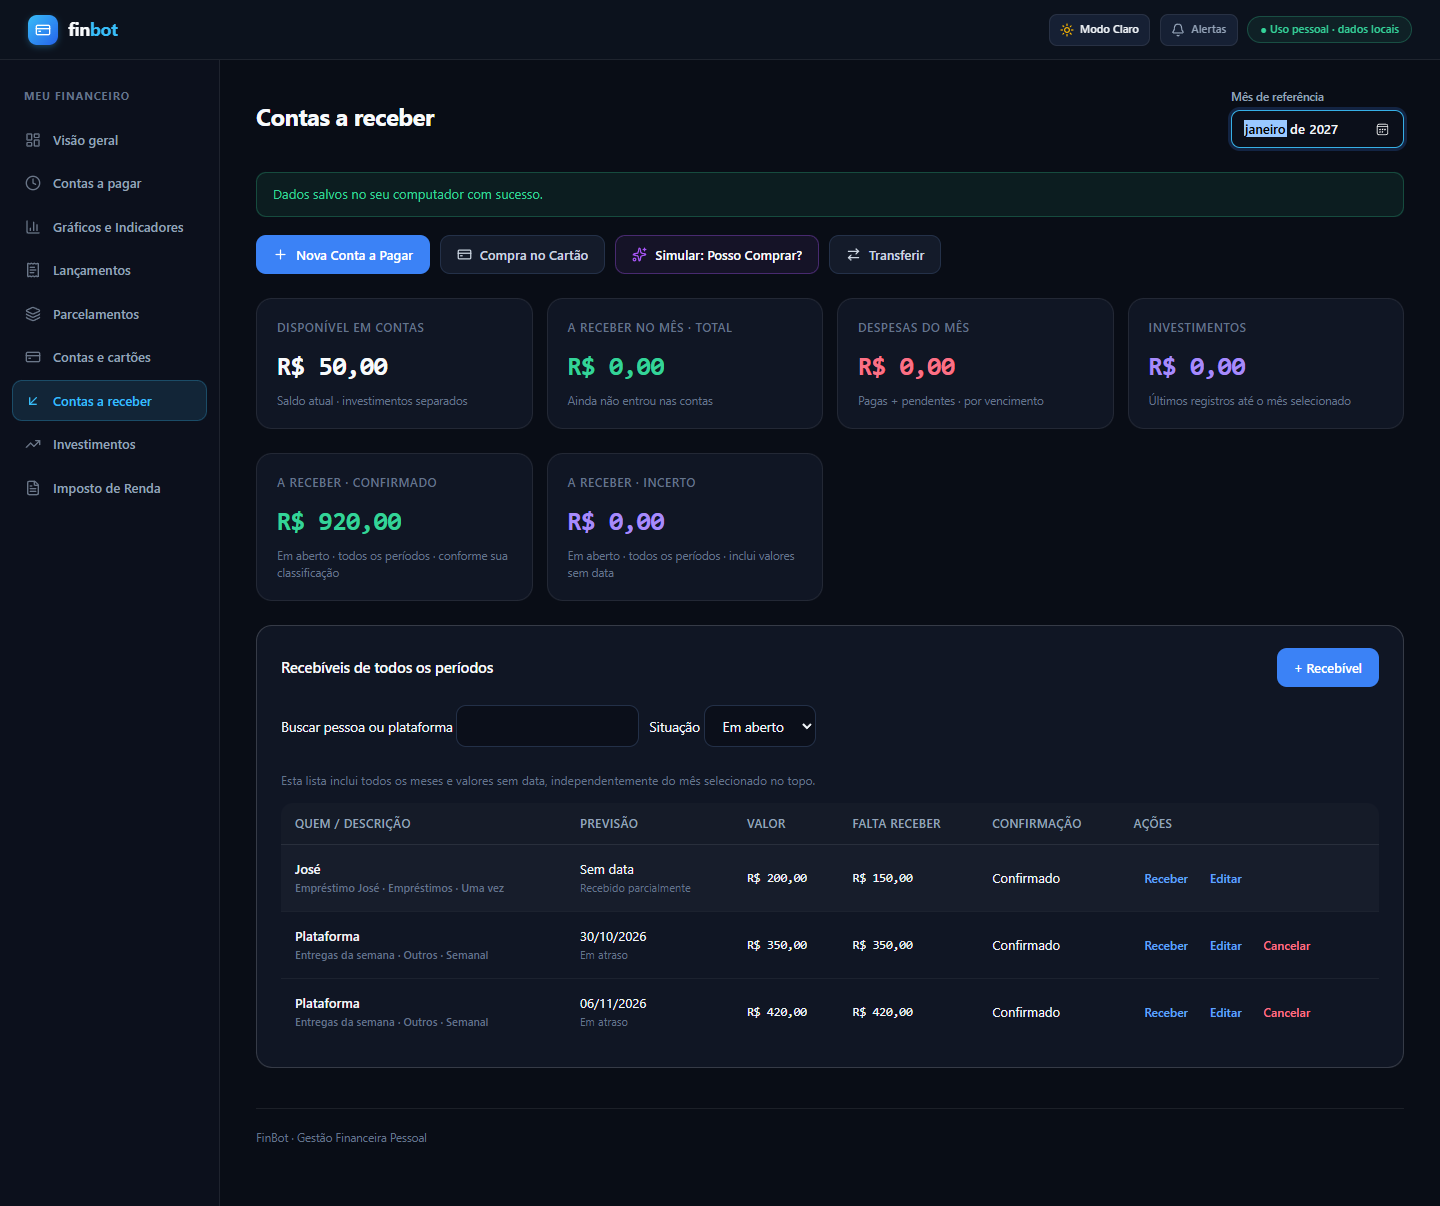 finbot
Modo Claro
Alertas
Uso pessoal · dados locais
MEU FINANCEIRO
Visão geral
Contas a pagar
Gráficos e Indicadores
Lançamentos
Parcelamentos
Contas e cartões
Contas a receber
Investimentos
Imposto de Renda
Contas a receber
Mês de referência
janeiro de 2027
Dados salvos no seu computador com sucesso.
Nova Conta a Pagar
Compra no Cartão
Simular: Posso Comprar?
Transferir
DISPONÍVEL EM CONTAS
R$ 50,00
Saldo atual · investimentos separados
A RECEBER NO MÊS · TOTAL
R$ 0,00
Ainda não entrou nas contas
DESPESAS DO MÊS
R$ 0,00
Pagas + pendentes · por vencimento
INVESTIMENTOS
R$ 0,00
Últimos registros até o mês selecionado
A RECEBER · CONFIRMADO
R$ 920,00
Em aberto · todos os períodos · conforme sua
classificação
A RECEBER · INCERTO
R$ 0,00
Em aberto · todos os períodos · inclui valores
sem data
Recebíveis de todos os períodos
+ Recebível
Buscar pessoa ou plataforma
Situação Em aberto
Esta lista inclui todos os meses e valores sem data, independentemente do mês selecionado no topo.
QUEM / DESCRIÇÃO PREVISÃO VALOR FALTA RECEBER CONFIRMAÇÃO AÇÕES
José Sem data R$ 200,00 R$ 150,00 Confirmado Receber Editar
Empréstimo José · Empréstimos · Uma vez Recebido parcialmente
Plataforma 30/10/2026 R$ 350,00 R$ 350,00 Confirmado Receber Editar Cancelar
Entregas da semana · Outros · Semanal Em atraso
Plataforma 06/11/2026 R$ 420,00 R$ 420,00 Confirmado Receber Editar Cancelar
Entregas da semana · Outros · Semanal Em atraso
FinBot · Gestão Financeira Pessoal